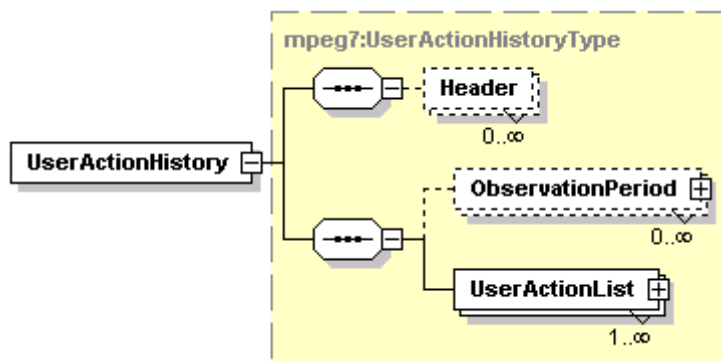 mpeg7:UserActionHistoryType
Header
0..∞
UserActionHistory
ObservationPeriod
0..∞
UserActionList
1..∞